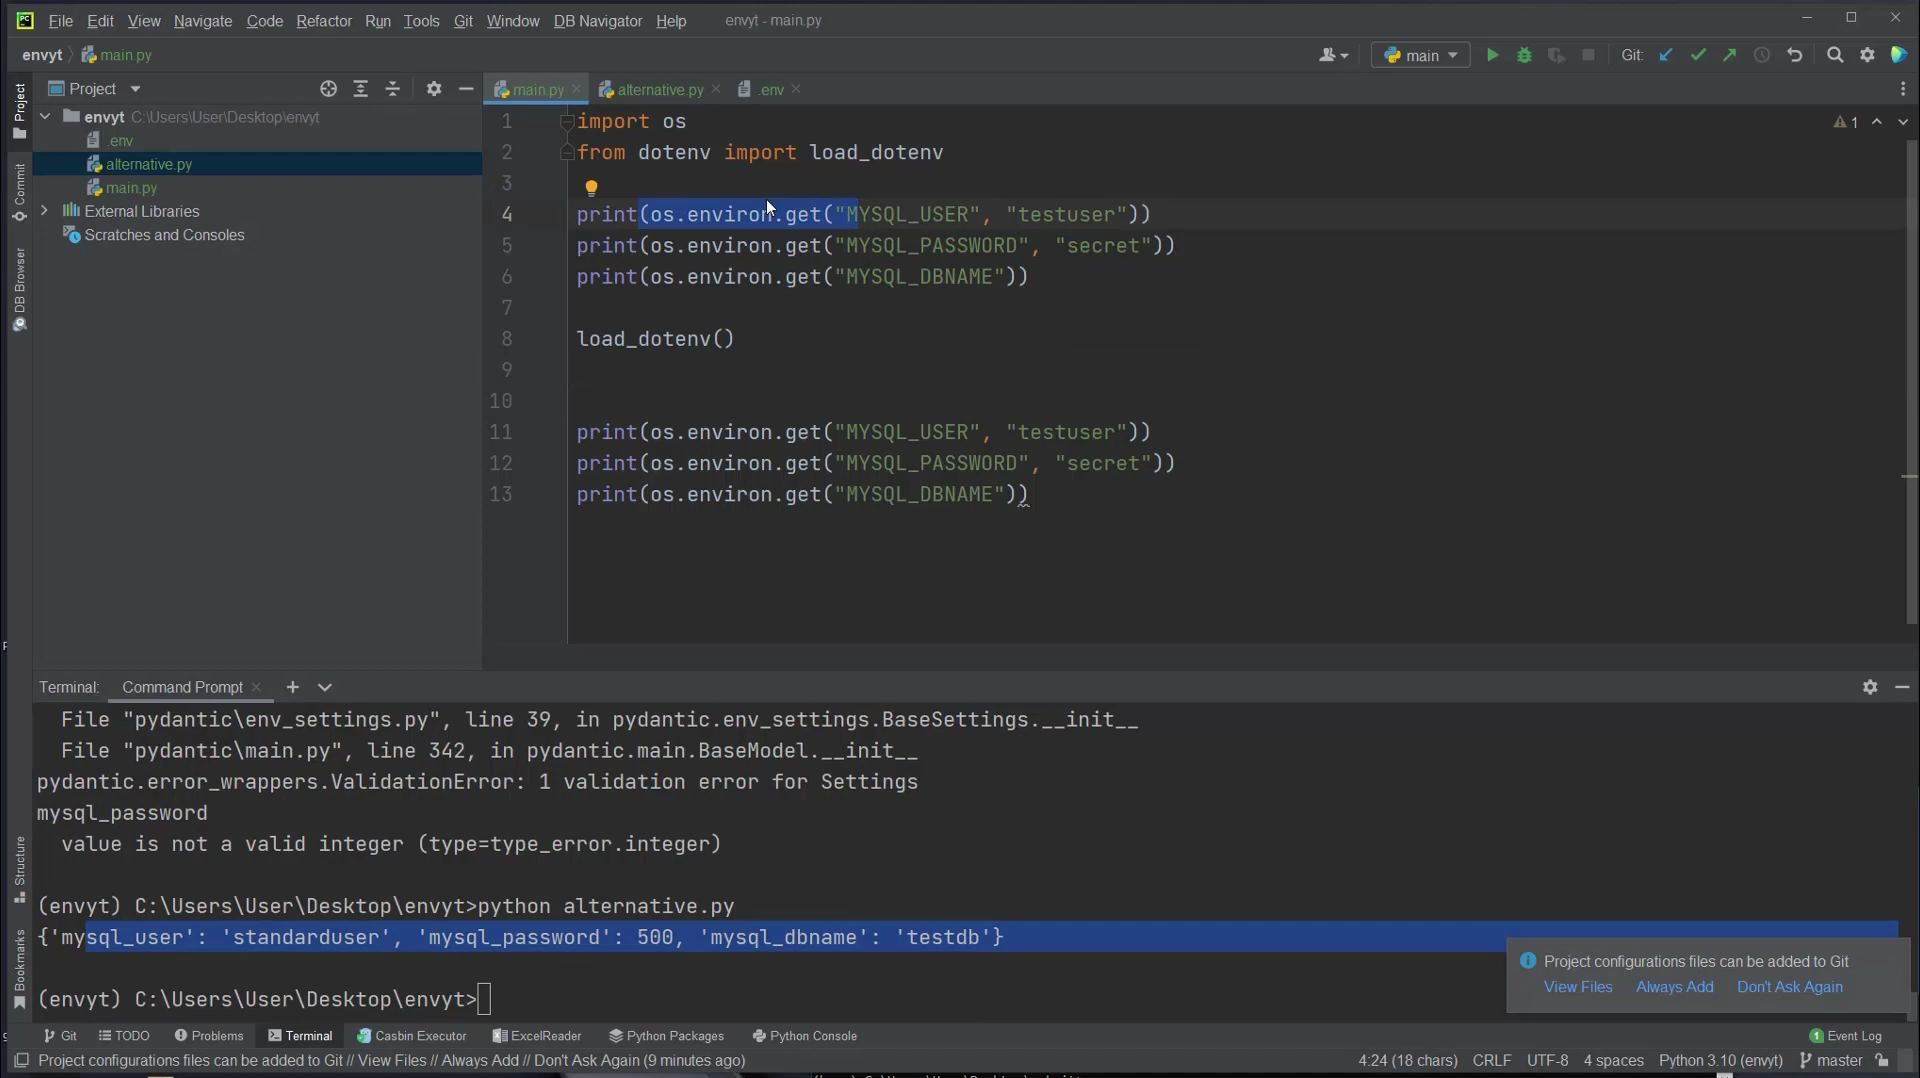 PC File Edit View Navigate Code Refactor Run Tools Git Window DB Navigator Help envyt - main.py
envyt main.py main Git:
Project
main.py alternative.py .env
envyt C:\Users\User\Desktop\envyt
.env
alternative.py
main.py
External Libraries
Scratches and Consoles
Project
Commit
DB Browser
Structure
Bookmarks
1
1 import os
2 from dotenv import load_dotenv
3
4 print(os.environ.get("MYSQL_USER", "testuser"))
5 print(os.environ.get("MYSQL_PASSWORD", "secret"))
6 print(os.environ.get("MYSQL_DBNAME"))
7
8 load_dotenv()
9
10
11 print(os.environ.get("MYSQL_USER", "testuser"))
12 print(os.environ.get("MYSQL_PASSWORD", "secret"))
13 print(os.environ.get("MYSQL_DBNAME"))
Terminal: Command Prompt
File "pydantic\env_settings.py", line 39, in pydantic.env_settings.BaseSettings.__init__
File "pydantic\main.py", line 342, in pydantic.main.BaseModel.__init__
pydantic.error_wrappers.ValidationError: 1 validation error for Settings
mysql_password
value is not a valid integer (type=type_error.integer)
(envyt) C:\Users\User\Desktop\envyt>python alternative.py
{'mysql_user': 'standarduser', 'mysql_password': 500, 'mysql_dbname': 'testdb'}
(envyt) C:\Users\User\Desktop\envyt>
Project configurations files can be added to Git
View Files Always Add Don't Ask Again
Git TODO Problems Terminal Casbin Executor ExcelReader Python Packages Python Console 1 Event Log
Project configurations files can be added to Git // View Files // Always Add // Don't Ask Again (9 minutes ago) 4:24 (18 chars) CRLF UTF-8 4 spaces Python 3.10 (envyt) master